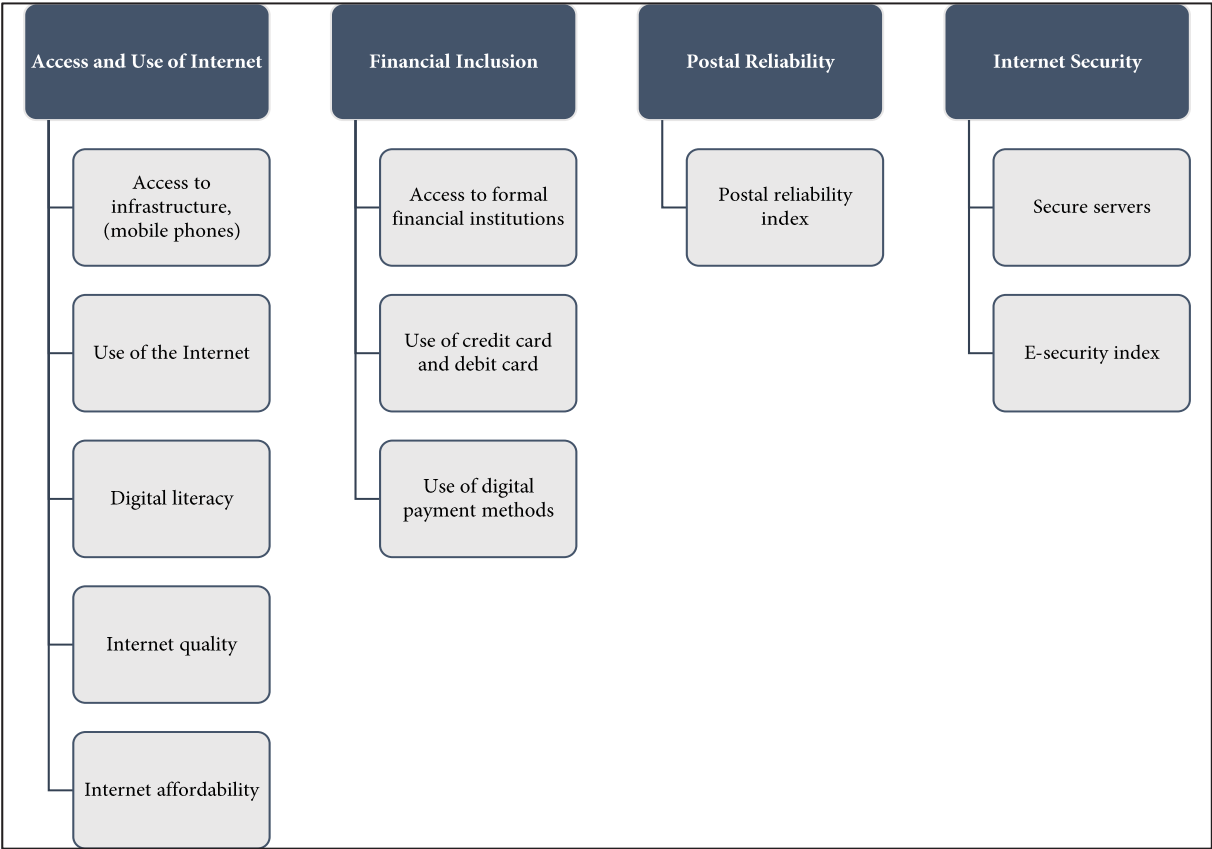 Access and Use of Internet
Access to
infrastructure,
(mobile phones)
Use of the Internet
Digital literacy
Internet quality
Internet affordability
Financial Inclusion
Access to formal
financial institutions
Use of credit card
and debit card
Use of digital
payment methods
Postal Reliability
Postal reliability
index
Internet Security
Secure servers
E-security index